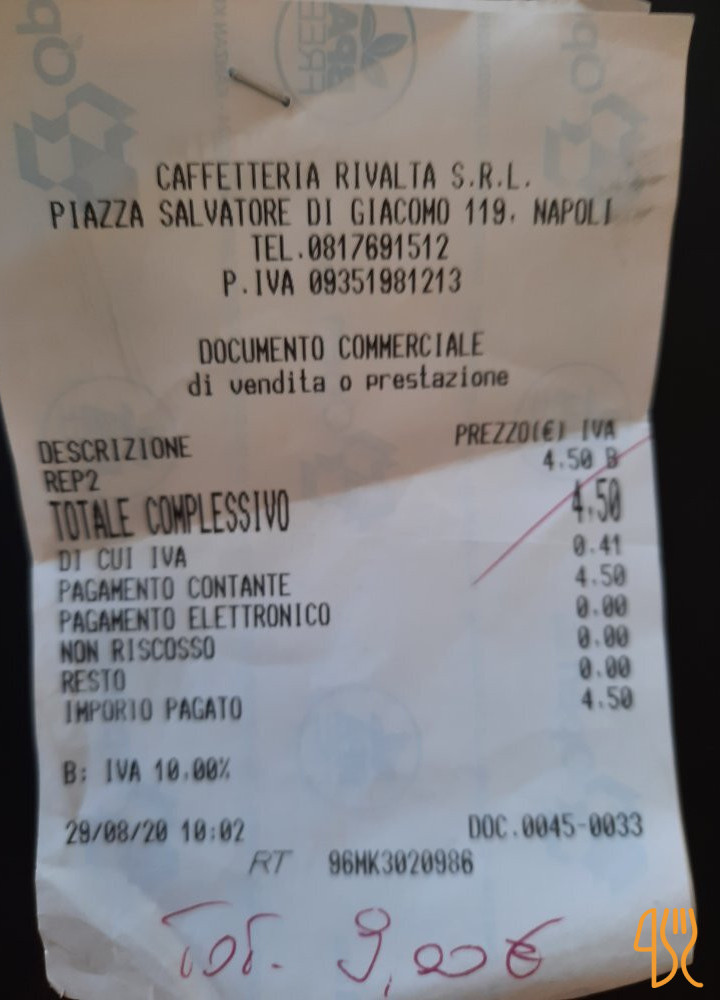 CAFFETTERIA RIVALTA S.R.L.
PIAZZA SALVATORE DI GIACOMO 119, NAPOLI
TEL.0817691512
P.IVA 09351981213
DOCUMENTO COMMERCIALE
di vendita o prestazione
DESCRIZIONE PREZZO(€) IVA
REP2 4.50 B
TOTALE COMPLESSIVO 4.50
DI CUI IVA 0.41
PAGAMENTO CONTANTE 4.50
PAGAMENTO ELETTRONICO 0.00
NON RISCOSSO 0.00
RESTO 0.00
IMPORIO PAGATO 4.50
B: IVA 10.00%
29/08/20 10:02 DOC.0045-0033
RT 96MK3020986
TOT. 9,00 €